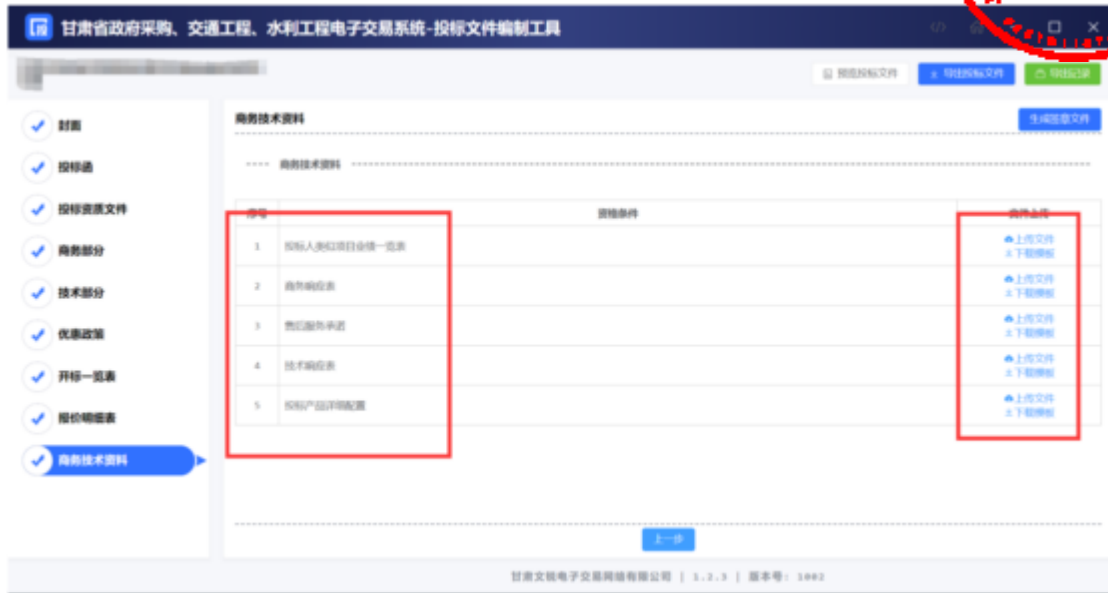 甘肃省政府采购、交通工程、水利工程电子交易系统-投标文件编制工具
预览投标文件
导出投标文件
导出记录
封面
投标函
投标资质文件
商务部分
技术部分
优惠政策
开标一览表
报价明细表
商务技术资料
商务技术资料
生成签章文件
商务技术资料
序号 资格条件 文件上传
1 投标人类似项目业绩一览表 上传文件
下载模板
2 商务响应表 上传文件
下载模板
3 售后服务承诺 上传文件
下载模板
4 技术响应表 上传文件
下载模板
5 投标产品详细配置 上传文件
下载模板
上一步
甘肃文锐电子交易网络有限公司 | 1.2.3 | 版本号: 1002